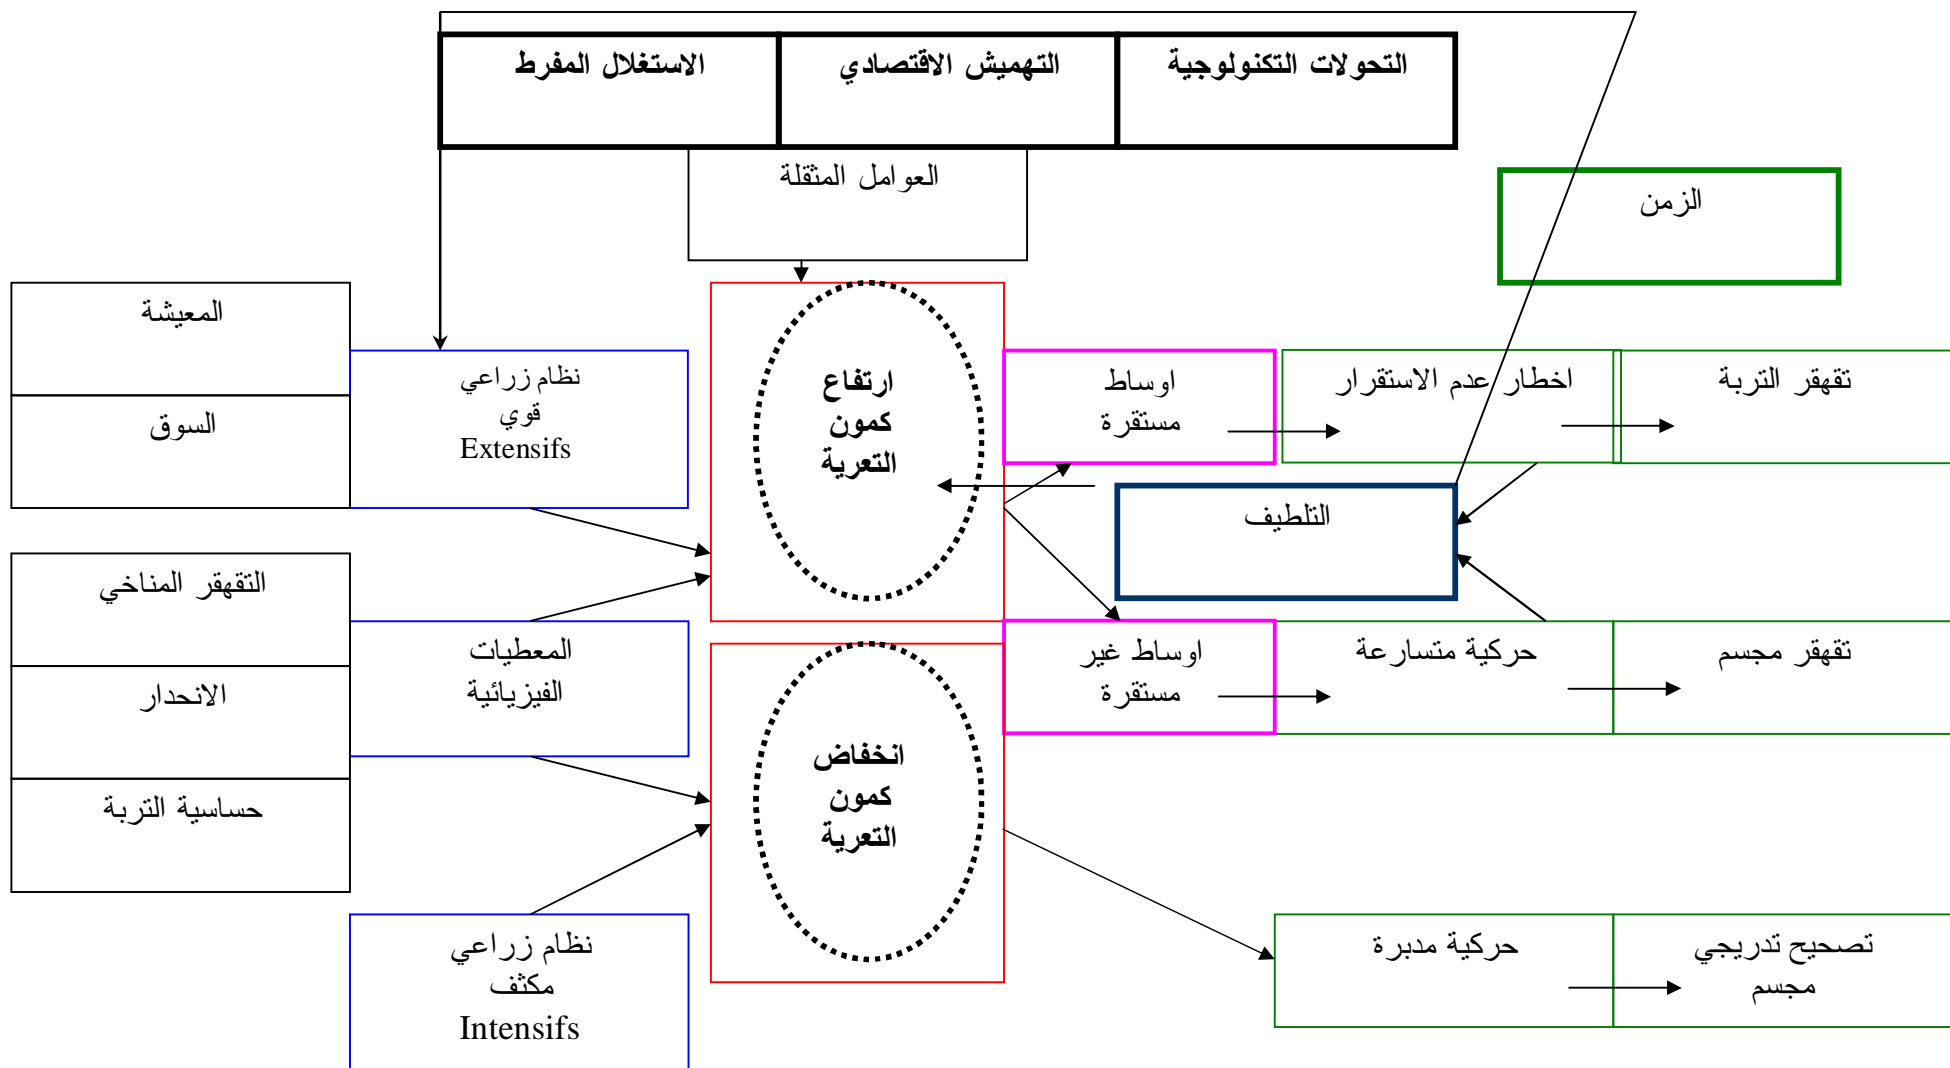 التحولات التكنولوجية
التهميش الاقتصادي
الاستغلال المفرط
العوامل المثقلة
الزمن
المعيشة
السوق
نظام زراعي
قوي
Extensifs
ارتفاع
كمون
التعرية
اوساط
مستقرة
اخطار عدم الاستقرار
تقهقر التربة
التلطيف
التقهقر المناخي
الانحدار
حساسية التربة
المعطيات
الفيزيائية
اوساط غير
مستقرة
حركية متسارعة
تقهقر مجسم
انخفاض
كمون
التعرية
نظام زراعي
مكثف
Intensifs
حركية مدبرة
تصحيح تدريجي
مجسم